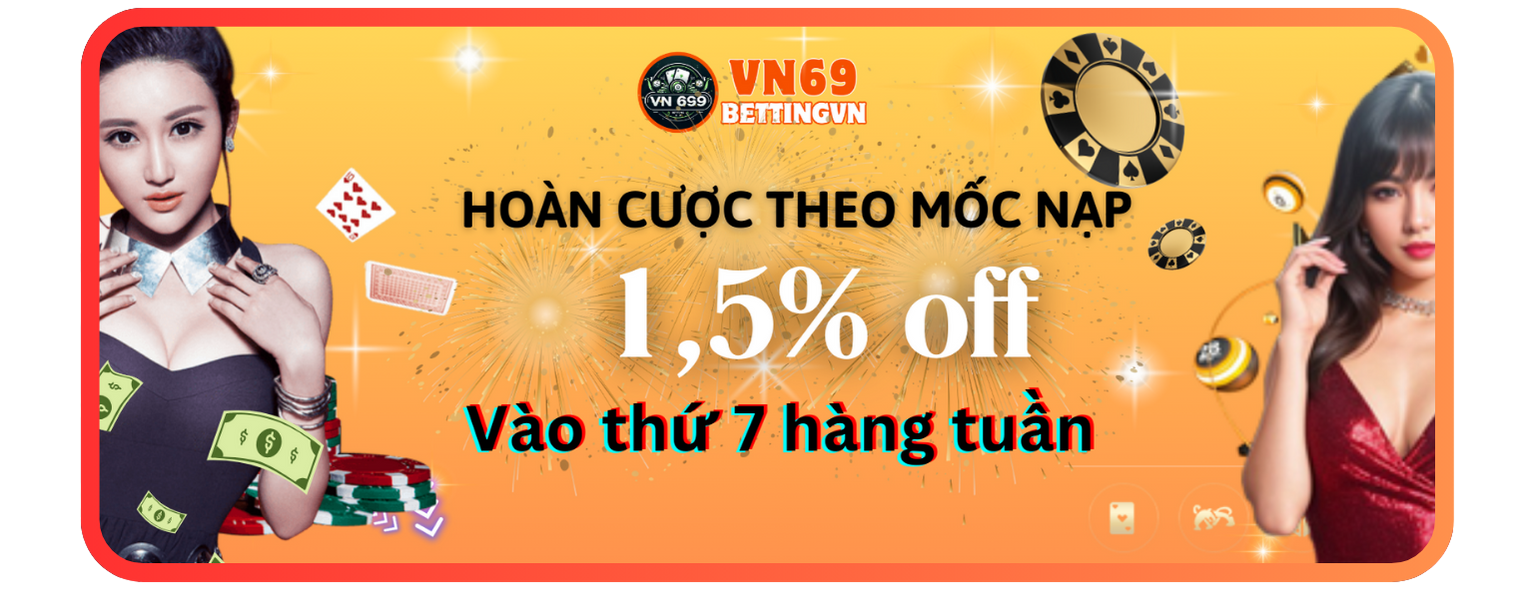 VN 699
VN69
BETTINGVN
HOÀN CƯỢC THEO MỐC NẠP
1,5% off
Vào thứ 7 hàng tuần